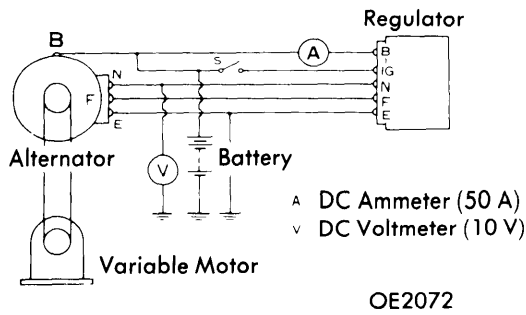 Regulator
B
A
B
S
IG
N
N
F
F
E
E
Alternator
V
Battery
A DC Ammeter (50 A)
V DC Voltmeter (10 V)
Variable Motor
OE2072